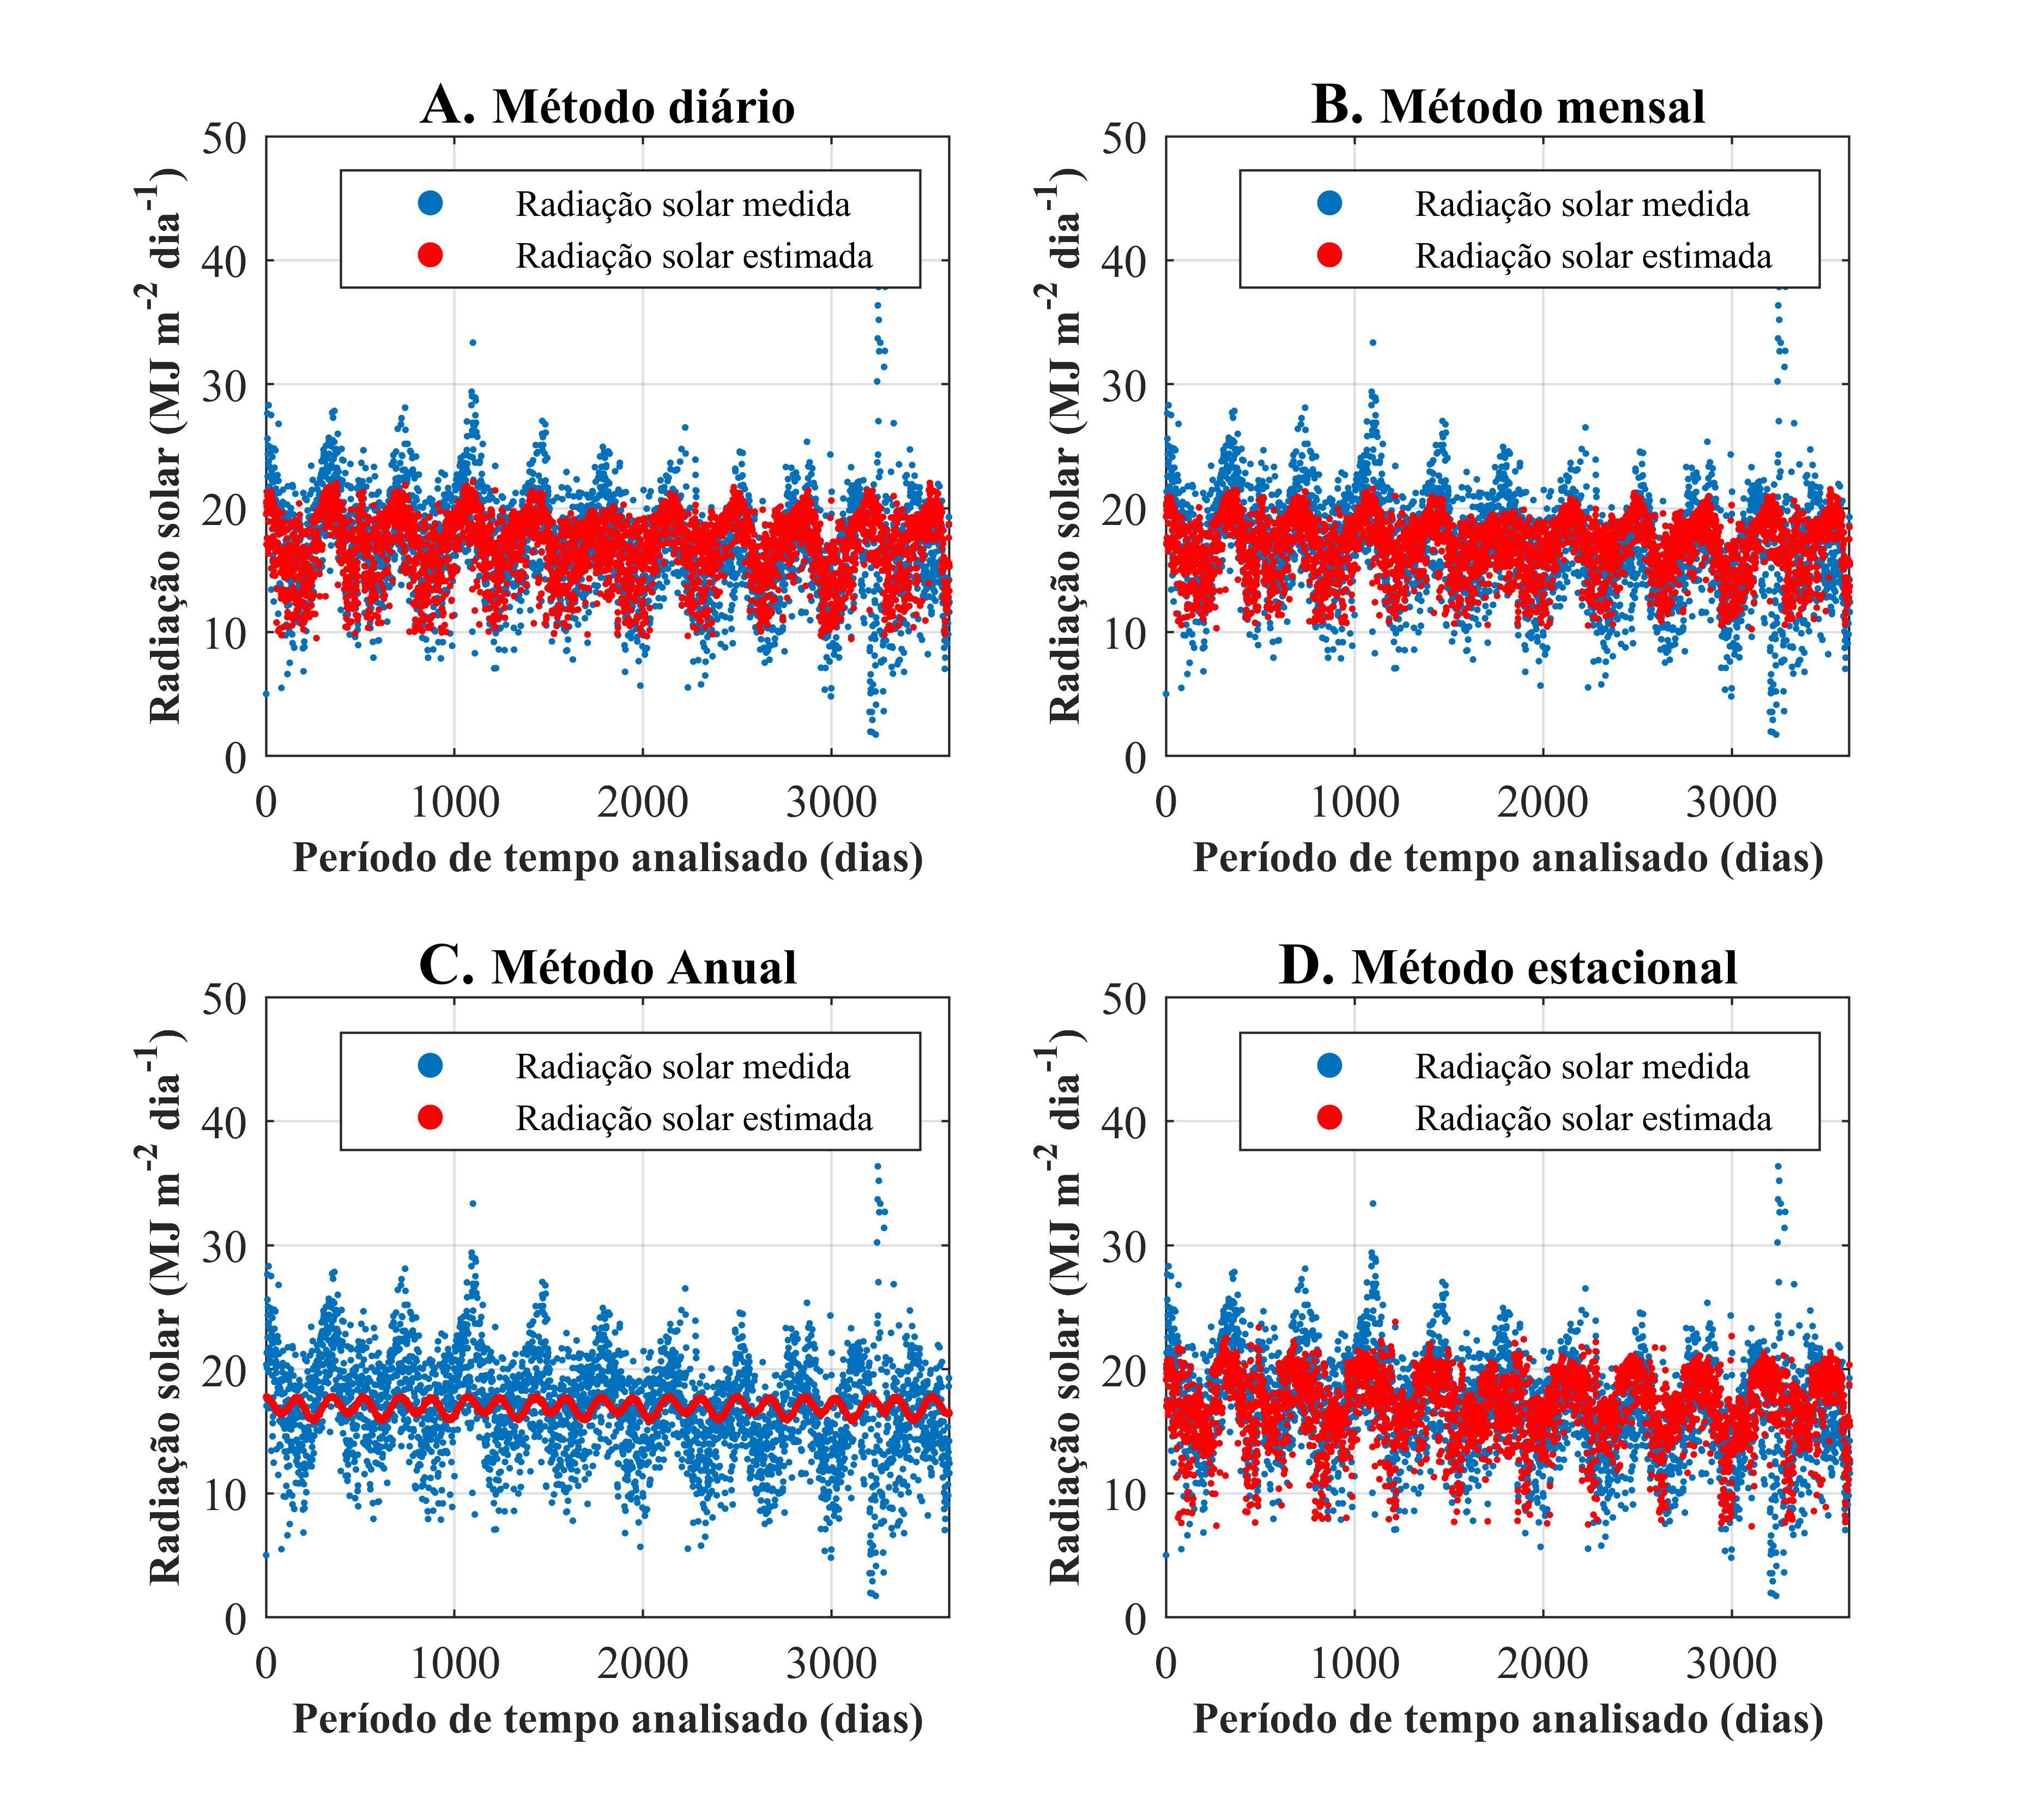 A. Método diário
50
40
30
20
10
0
Radiação solar (MJ m-2 dia-1)
Radiação solar medida
Radiação solar estimada
0 1000 2000 3000
Período de tempo analisado (dias)
B. Método mensal
50
40
30
20
10
0
Radiação solar (MJ m-2 dia-1)
Radiação solar medida
Radiação solar estimada
0 1000 2000 3000
Período de tempo analisado (dias)
C. Método Anual
50
40
30
20
10
0
Radiação solar (MJ m-2 dia-1)
Radiação solar medida
Radiação solar estimada
0 1000 2000 3000
Período de tempo analisado (dias)
D. Método estacional
50
40
30
20
10
0
Radiação solar (MJ m-2 dia-1)
Radiação solar medida
Radiação solar estimada
0 1000 2000 3000
Período de tempo analisado (dias)